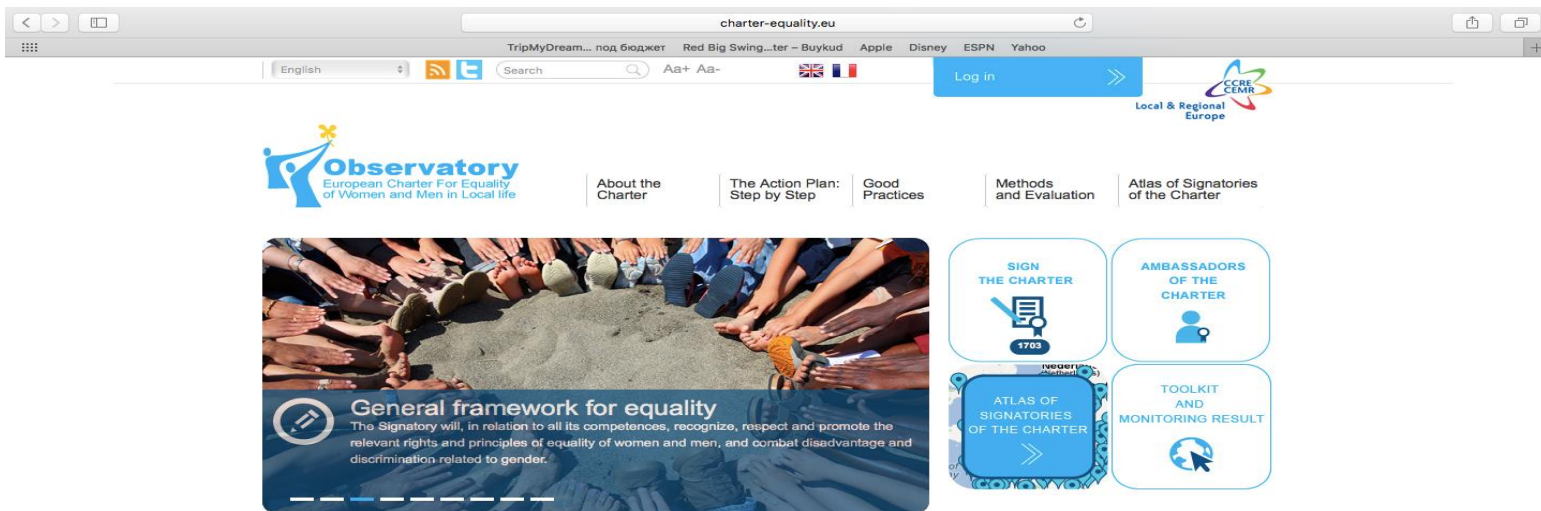 charter-equality.eu
TripMyDream... под бюджет Red Big Swing...ter – Buykud Apple Disney ESPN Yahoo
English Search Aa+ Aa- Log in
CCRE
CEMR
Local & Regional
Europe
Observatory
European Charter For Equality
of Women and Men in Local life
About the
Charter
The Action Plan:
Step by Step
Good
Practices
Methods
and Evaluation
Atlas of Signatories
of the Charter
General framework for equality
The Signatory will, in relation to all its competences, recognize, respect and promote the
relevant rights and principles of equality of women and men, and combat disadvantage and
discrimination related to gender.
SIGN
THE CHARTER
1703
AMBASSADORS
OF THE
CHARTER
ATLAS OF
SIGNATORIES
OF THE CHARTER
TOOLKIT
AND
MONITORING RESULT